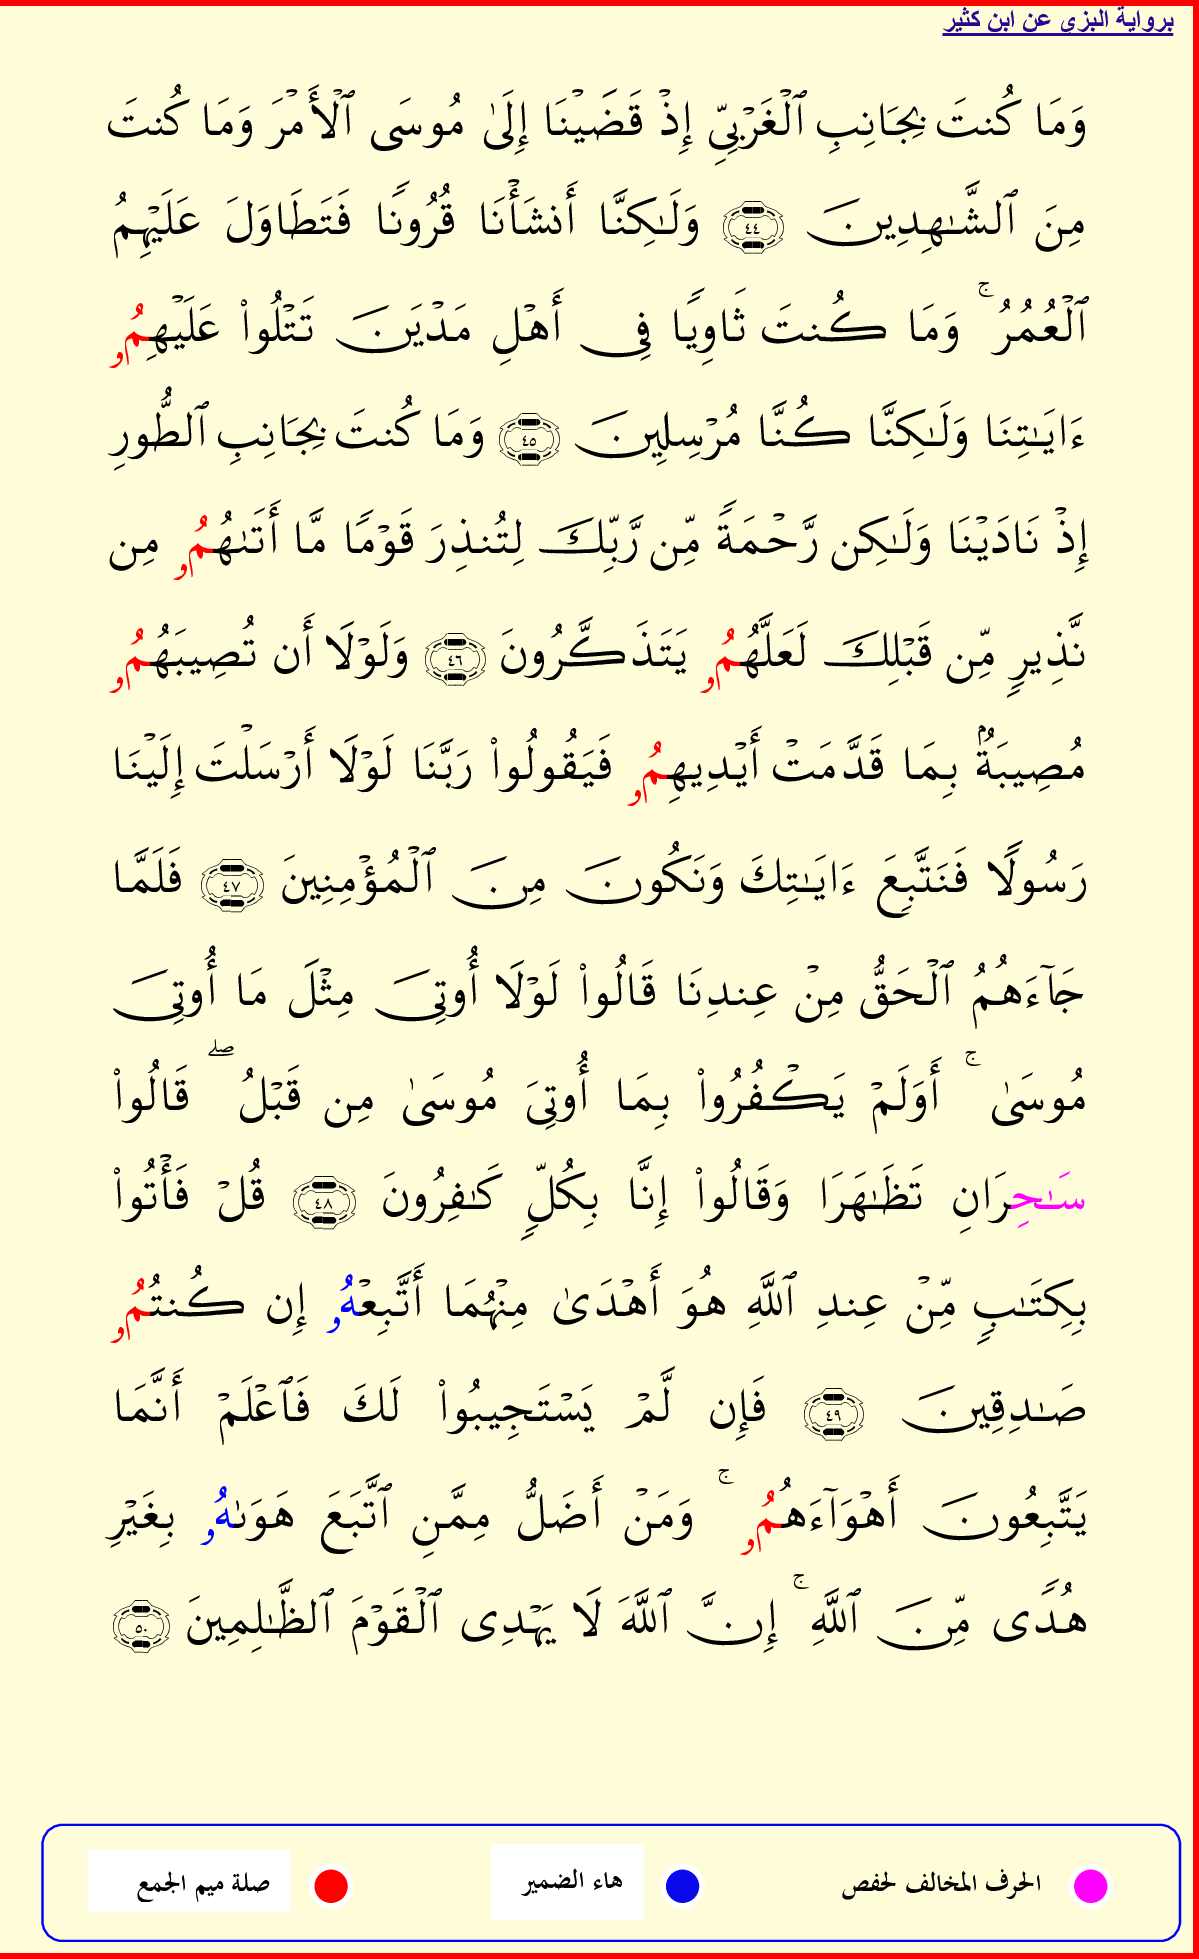 برواية البزي عن ابن كثير
وَمَا كُنتَ بِجَانِبِ ٱلْغَرْبِيِّ إِذْ قَضَيْنَا إِلَىٰ مُوسَى ٱلْأَمْرَ وَمَا كُنتَ
مِنَ ٱلشَّٰهِدِينَ ٤٤ وَلَٰكِنَّا أَنشَأْنَا قُرُونًا فَتَطَاوَلَ عَلَيْهِمُ
ٱلْعُمُرُ ۚ وَمَا كُنتَ ثَاوِيًا فِى أَهْلِ مَدْيَنَ تَتْلُوا۟ عَلَيْهِمُۥ
ءَايَٰتِنَا وَلَٰكِنَّا كُنَّا مُرْسِلِينَ ٤٥ وَمَا كُنتَ بِجَانِبِ ٱلطُّورِ
إِذْ نَادَيْنَا وَلَٰكِن رَّحْمَةً مِّن رَّبِّكَ لِتُنذِرَ قَوْمًا مَّا أَتَىٰهُمُۥ مِن
نَّذِيرٍ مِّن قَبْلِكَ لَعَلَّهُمُۥ يَتَذَكَّرُونَ ٤٦ وَلَوْلَا أَن تُصِيبَهُمُۥ
مُصِيبَةٌۢ بِمَا قَدَّمَتْ أَيْدِيهِمُۥ فَيَقُولُوا۟ رَبَّنَا لَوْلَا أَرْسَلْتَ إِلَيْنَا
رَسُولًا فَنَتَّبِعَ ءَايَٰتِكَ وَنَكُونَ مِنَ ٱلْمُؤْمِنِينَ ٤٧ فَلَمَّا
جَآءَهُمُ ٱلْحَقُّ مِنْ عِندِنَا قَالُوا۟ لَوْلَا أُوتِىَ مِثْلَ مَا أُوتِىَ
مُوسَىٰ ۚ أَوَلَمْ يَكْفُرُوا۟ بِمَا أُوتِىَ مُوسَىٰ مِن قَبْلُ ۖ قَالُوا۟
سَٰحِرَانِ تَظَٰهَرَا وَقَالُوا۟ إِنَّا بِكُلٍّ كَٰفِرُونَ ٤٨ قُلْ فَأْتُوا۟
بِكِتَٰبٍ مِّنْ عِندِ ٱللَّهِ هُوَ أَهْدَىٰ مِنْهُمَا أَتَّبِعْهُۥ إِن كُنتُمُۥ
صَٰدِقِينَ ٤٩ فَإِن لَّمْ يَسْتَجِيبُوا۟ لَكَ فَٱعْلَمْ أَنَّمَا
يَتَّبِعُونَ أَهْوَآءَهُمُۥ ۚ وَمَنْ أَضَلُّ مِمَّنِ ٱتَّبَعَ هَوَىٰهُۥ بِغَيْرِ
هُدًى مِّنَ ٱللَّهِ ۚ إِنَّ ٱللَّهَ لَا يَهْدِى ٱلْقَوْمَ ٱلظَّٰلِمِينَ ٥٠
الحرف المخالف لحفص هاء الضمير صلة ميم الجمع